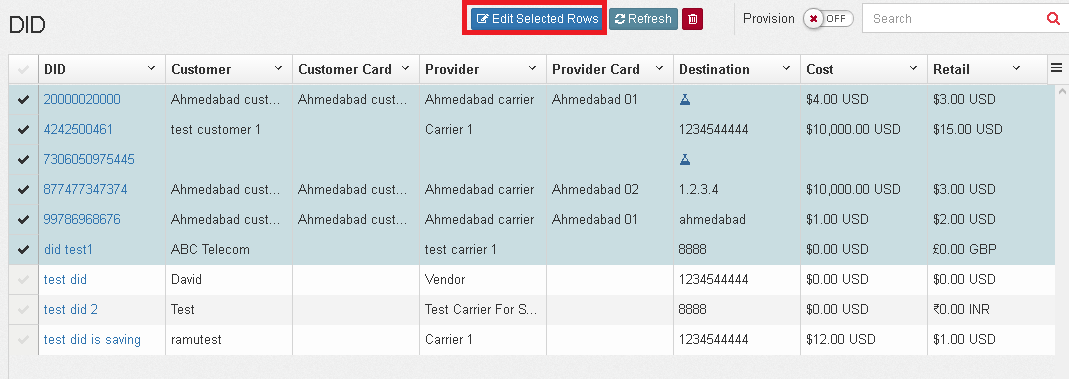 DID
Edit Selected Rows Refresh Provision OFF Search
DID Customer Customer Card Provider Provider Card Destination Cost Retail
20000020000 Ahmedabad cust... Ahmedabad cust... Ahmedabad carrier Ahmedabad 01 $4.00 USD $3.00 USD
4242500461 test customer 1 Carrier 1 1234544444 $10,000.00 USD $15.00 USD
7306050975445
877477347374 Ahmedabad cust... Ahmedabad cust... Ahmedabad carrier Ahmedabad 02 1.2.3.4 $10,000.00 USD $3.00 USD
99786968676 Ahmedabad cust... Ahmedabad cust... Ahmedabad carrier Ahmedabad 01 ahmedabad $1.00 USD $2.00 USD
did test1 ABC Telecom test carrier 1 8888 $0.00 USD £0.00 GBP
test did David Vendor 1234544444 $0.00 USD $0.00 USD
test did 2 Test Test Carrier For S... 8888 $0.00 USD ₹0.00 INR
test did is saving ramutest Carrier 1 1234544444 $12.00 USD $1.00 USD